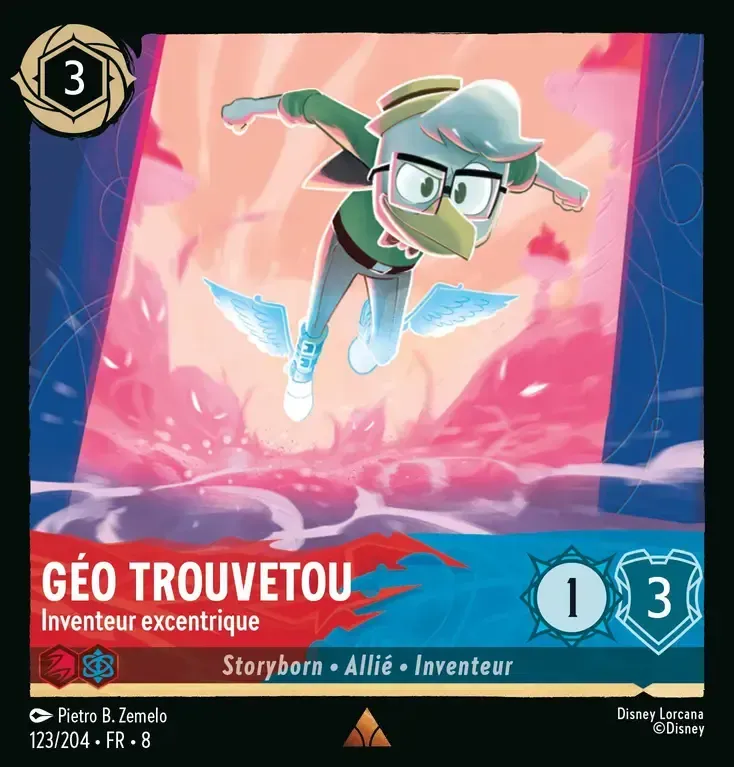 3
GÉO TROUVETOU
Inventeur excentrique
1
3
Storyborn • Allié • Inventeur
Pietro B. Zemelo
123/204 • FR • 8
Disney Lorcana
©Disney